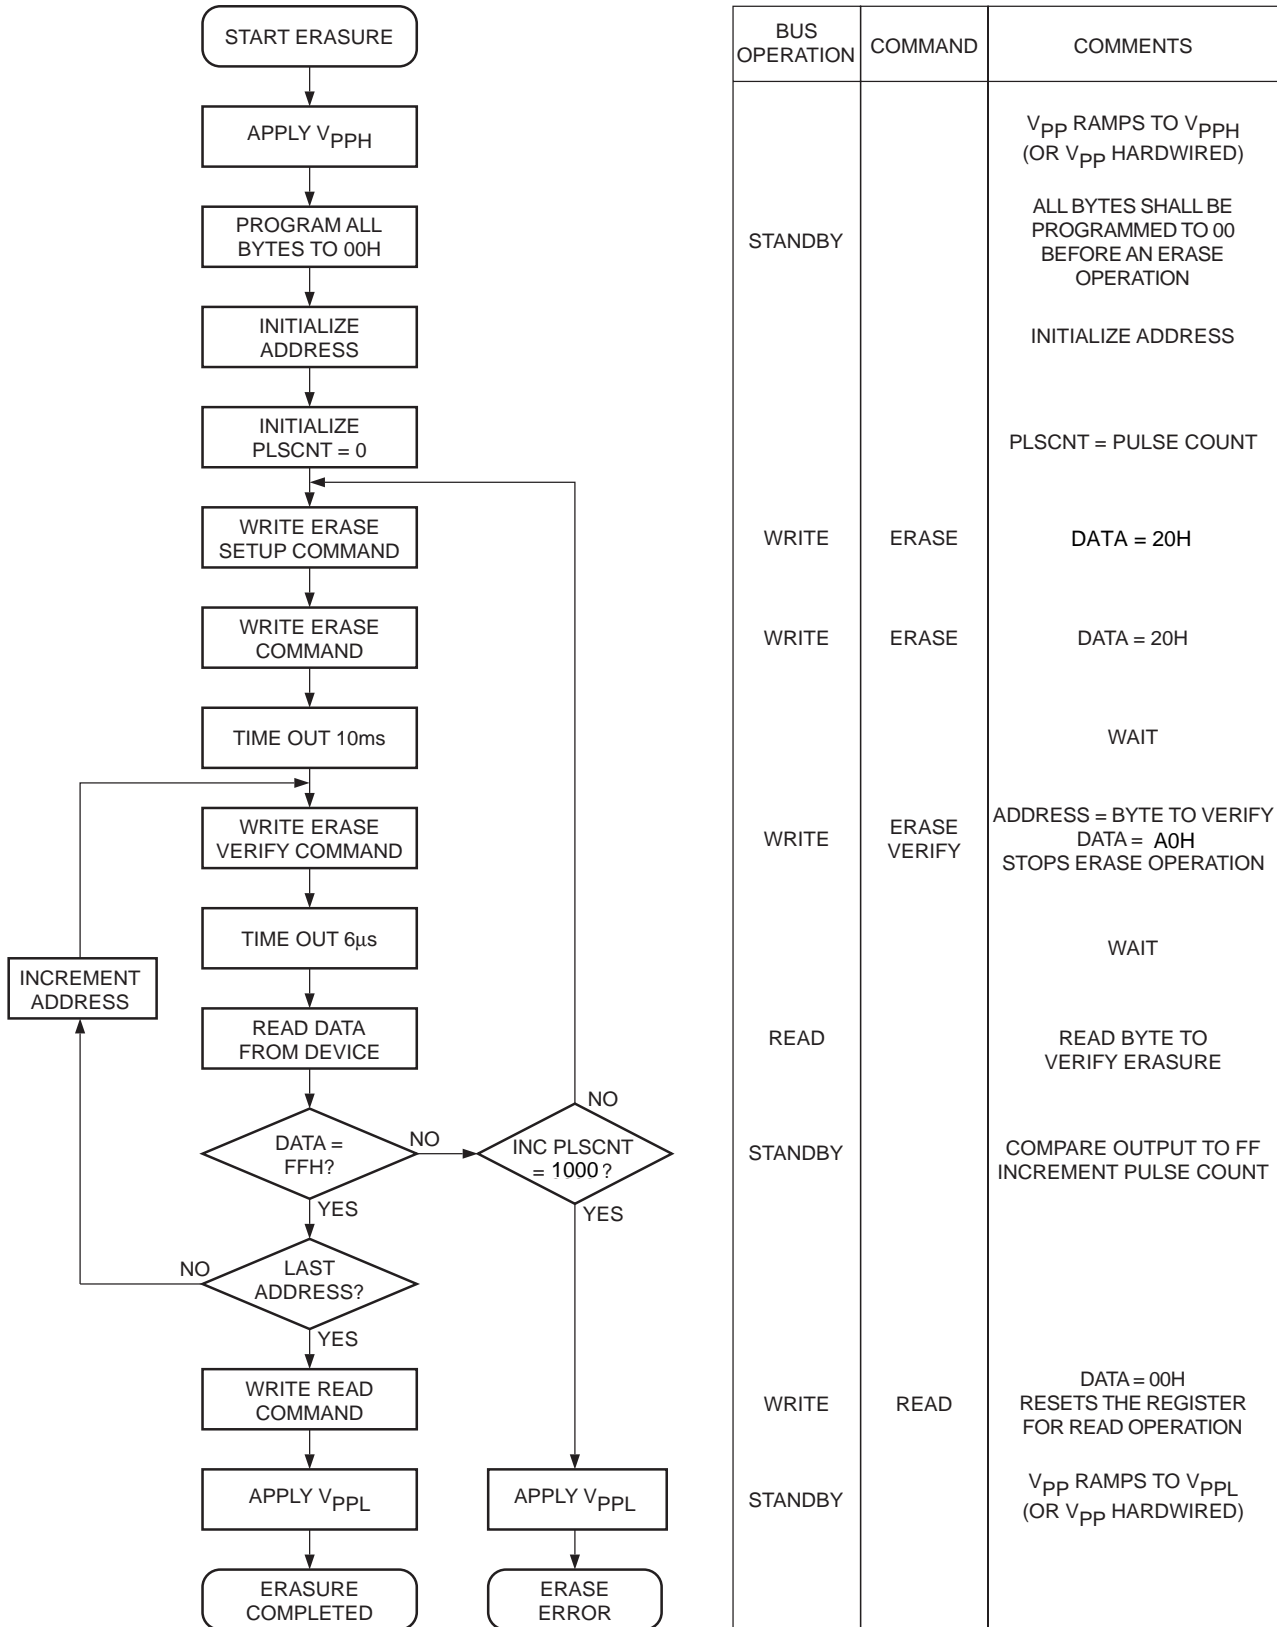 START ERASURE
APPLY VPPH
PROGRAM ALL
BYTES TO 00H
INITIALIZE
ADDRESS
INITIALIZE
PLSCNT = 0
WRITE ERASE
SETUP COMMAND
WRITE ERASE
COMMAND
TIME OUT 10ms
WRITE ERASE
VERIFY COMMAND
TIME OUT 6μs
INCREMENT
ADDRESS
READ DATA
FROM DEVICE
DATA =
FFH?
NO
INC PLSCNT
= 1000 ?
NO
YES
YES
LAST
ADDRESS?
NO
YES
WRITE READ
COMMAND
APPLY VPPL
APPLY VPPL
ERASURE
COMPLETED
ERASE
ERROR
BUS
OPERATION
COMMAND
COMMENTS
VPP RAMPS TO VPPH
(OR VPP HARDWIRED)
STANDBY
ALL BYTES SHALL BE
PROGRAMMED TO 00
BEFORE AN ERASE
OPERATION
INITIALIZE ADDRESS
PLSCNT = PULSE COUNT
WRITE ERASE DATA = 20H
WRITE ERASE DATA = 20H
WAIT
WRITE
ERASE
VERIFY
ADDRESS = BYTE TO VERIFY
DATA = A0H
STOPS ERASE OPERATION
WAIT
READ
READ BYTE TO
VERIFY ERASURE
STANDBY
COMPARE OUTPUT TO FF
INCREMENT PULSE COUNT
WRITE
READ
DATA = 00H
RESETS THE REGISTER
FOR READ OPERATION
STANDBY
VPP RAMPS TO VPPL
(OR VPP HARDWIRED)